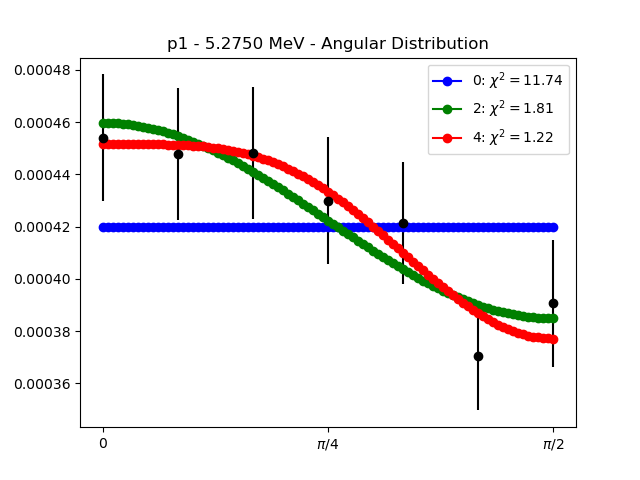 p1 - 5.2750 MeV - Angular Distribution
0.00048
0.00046
0.00044
0.00042
0.00040
0.00038
0.00036
0: χ² = 11.74
2: χ² = 1.81
4: χ² = 1.22
0
π/4
π/2